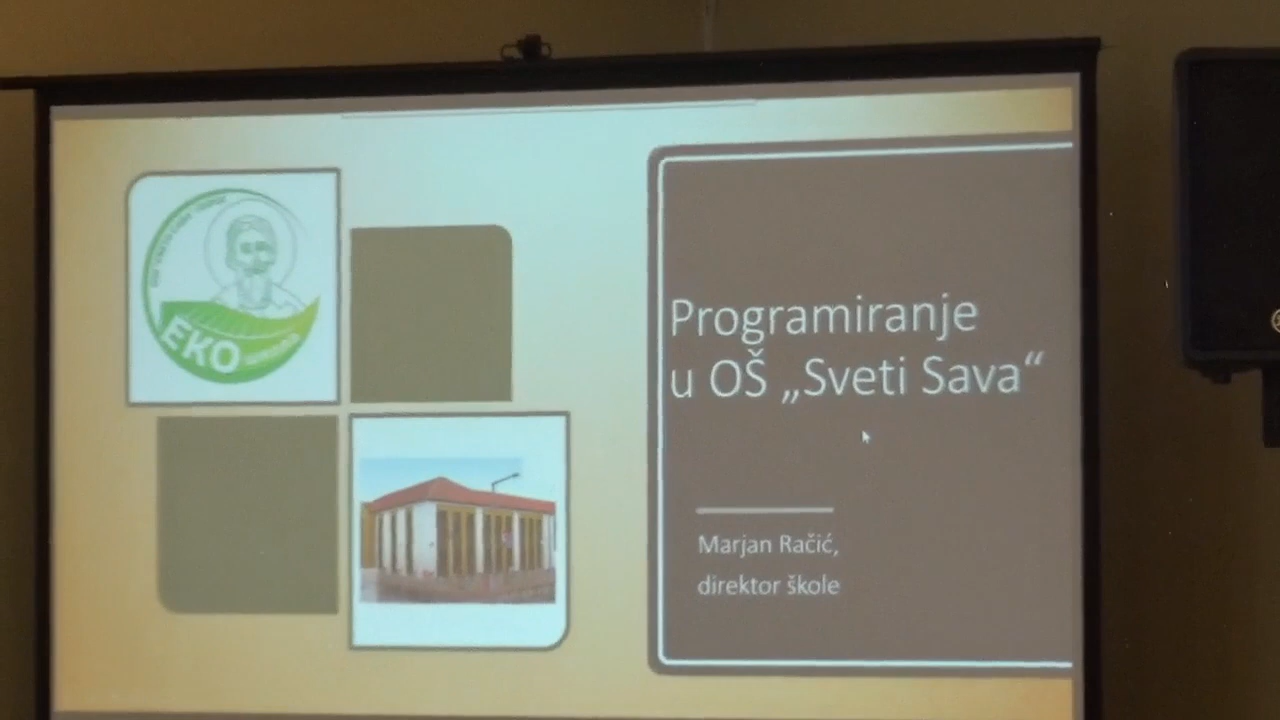 EKO
Programiranje
u OŠ „Sveti Sava“
Marjan Račić,
direktor škole